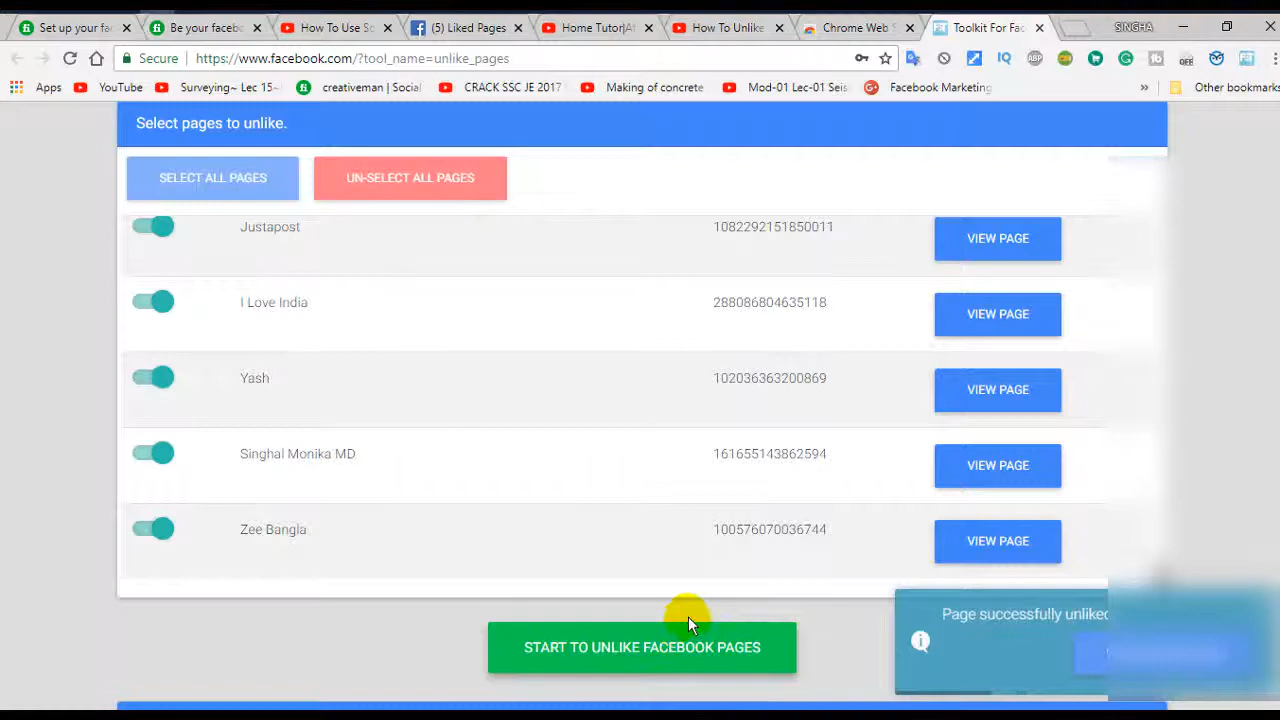 Set up your fa
Be your faceb
How To Use Sc
(5) Liked Pages
Home Tutor|At
How To Unlike
Chrome Web S
Toolkit For Fac
SINGHA
Secure
https://www.facebook.com/?tool_name=unlike_pages
Apps
YouTube
Surveying~ Lec 15~
creativeman | Social
CRACK SSC JE 2017
Making of concrete
Mod-01 Lec-01 Seis
Facebook Marketing
»
Other bookmarks
Select pages to unlike.
SELECT ALL PAGES
UN-SELECT ALL PAGES
Justapost 1082292151850011 VIEW PAGE
I Love India 288086804635118 VIEW PAGE
Yash 102036363200869 VIEW PAGE
Singhal Monika MD 161655143862594 VIEW PAGE
Zee Bangla 100576070036744 VIEW PAGE
Page successfully unliked
START TO UNLIKE FACEBOOK PAGES